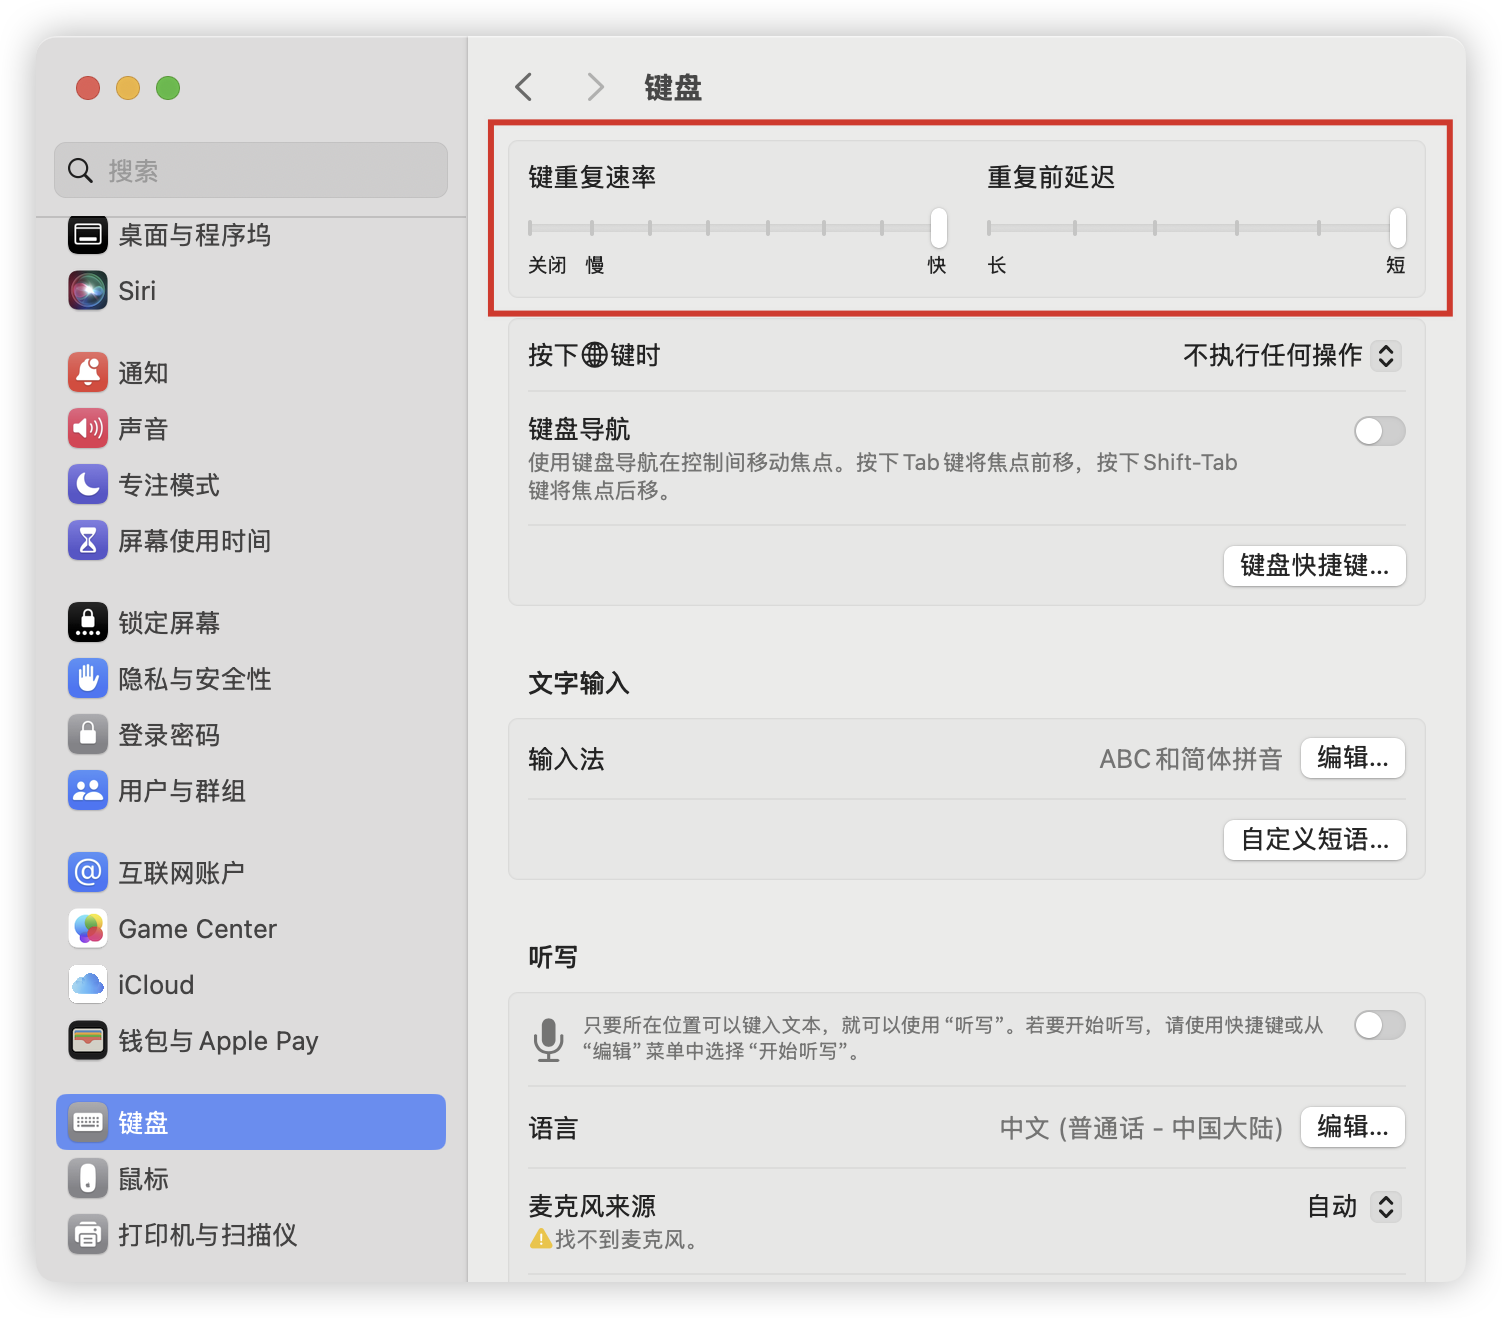 搜索
桌面与程序坞
Siri
通知
声音
专注模式
屏幕使用时间
锁定屏幕
隐私与安全性
登录密码
用户与群组
互联网账户
Game Center
iCloud
钱包与 Apple Pay
键盘
鼠标
打印机与扫描仪
键盘
键重复速率
关闭 慢 快
重复前延迟
长 短
按下键时 不执行任何操作
键盘导航
使用键盘导航在控制间移动焦点。按下 Tab 键将焦点前移，按下 Shift-Tab
键将焦点后移。
键盘快捷键...
文字输入
输入法 ABC 和简体拼音 编辑...
自定义短语...
听写
只要所在位置可以键入文本，就可以使用“听写”。若要开始听写，请使用快捷键或从
“编辑”菜单中选择“开始听写”。
语言 中文 (普通话 - 中国大陆) 编辑...
麦克风来源 自动
找不到麦克风。